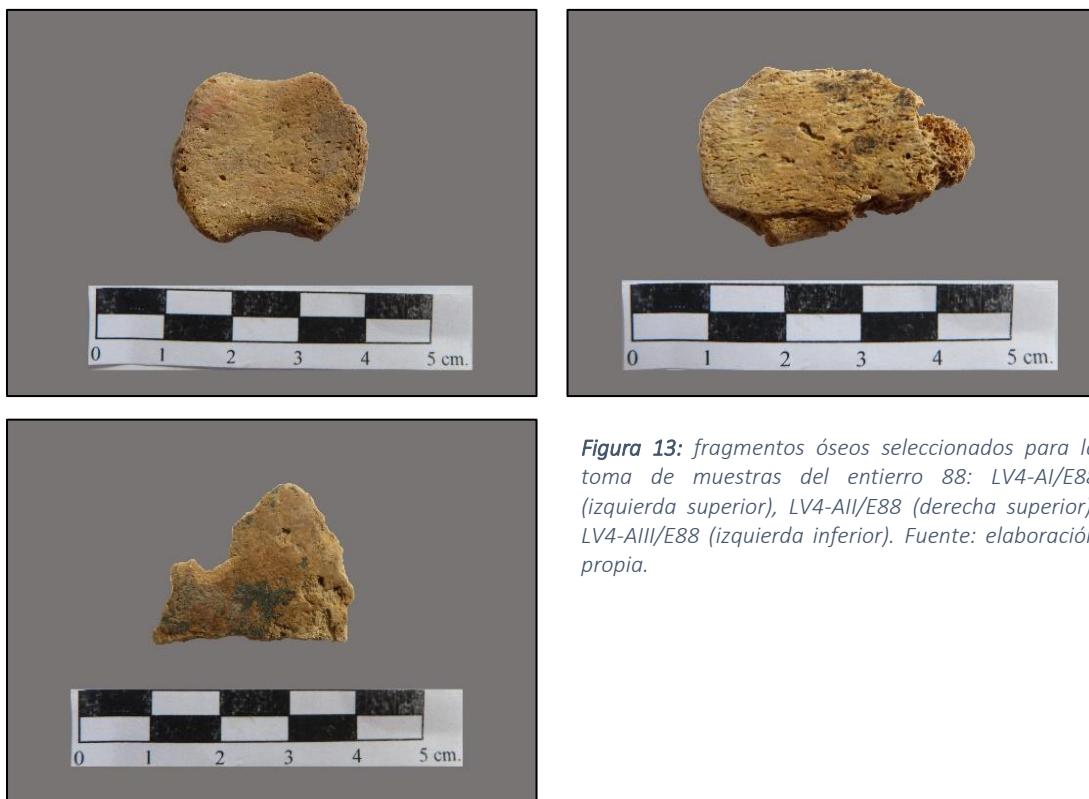 0 1 2 3 4 5 cm.
0 1 2 3 4 5 cm.
Figura 13: fragmentos óseos seleccionados para la
toma de muestras del entierro 88: LV4-AI/E88
(izquierda superior), LV4-AII/E88 (derecha superior)
LV4-AIII/E88 (izquierda inferior). Fuente: elaboración
propia.
0 1 2 3 4 5 cm.